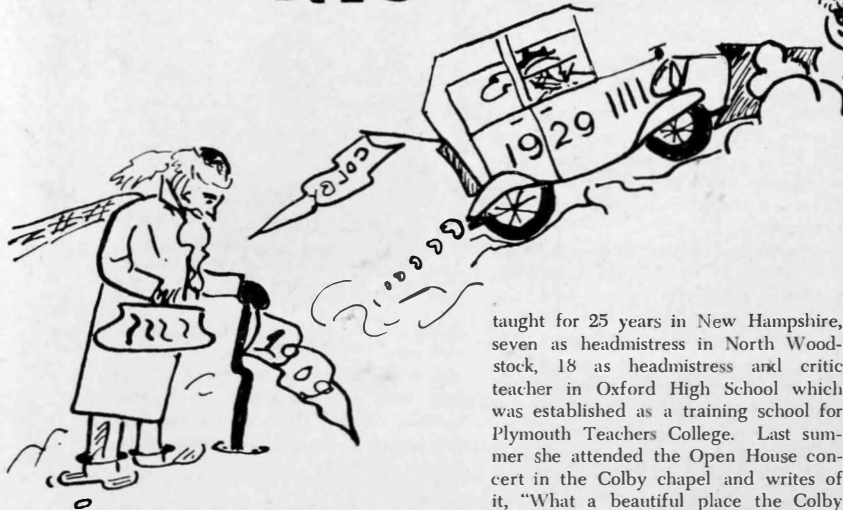 COLB
1929
1909
taught for 25 years in New Hampshire,
seven as headmistress in North Wood-
stock, 18 as headmistress and critic
teacher in Oxford High School which
was established as a training school for
Plymouth Teachers College. Last sum-
mer she attended the Open House con-
cert in the Colby chapel and writes of
it, "What a beautiful place the Colby